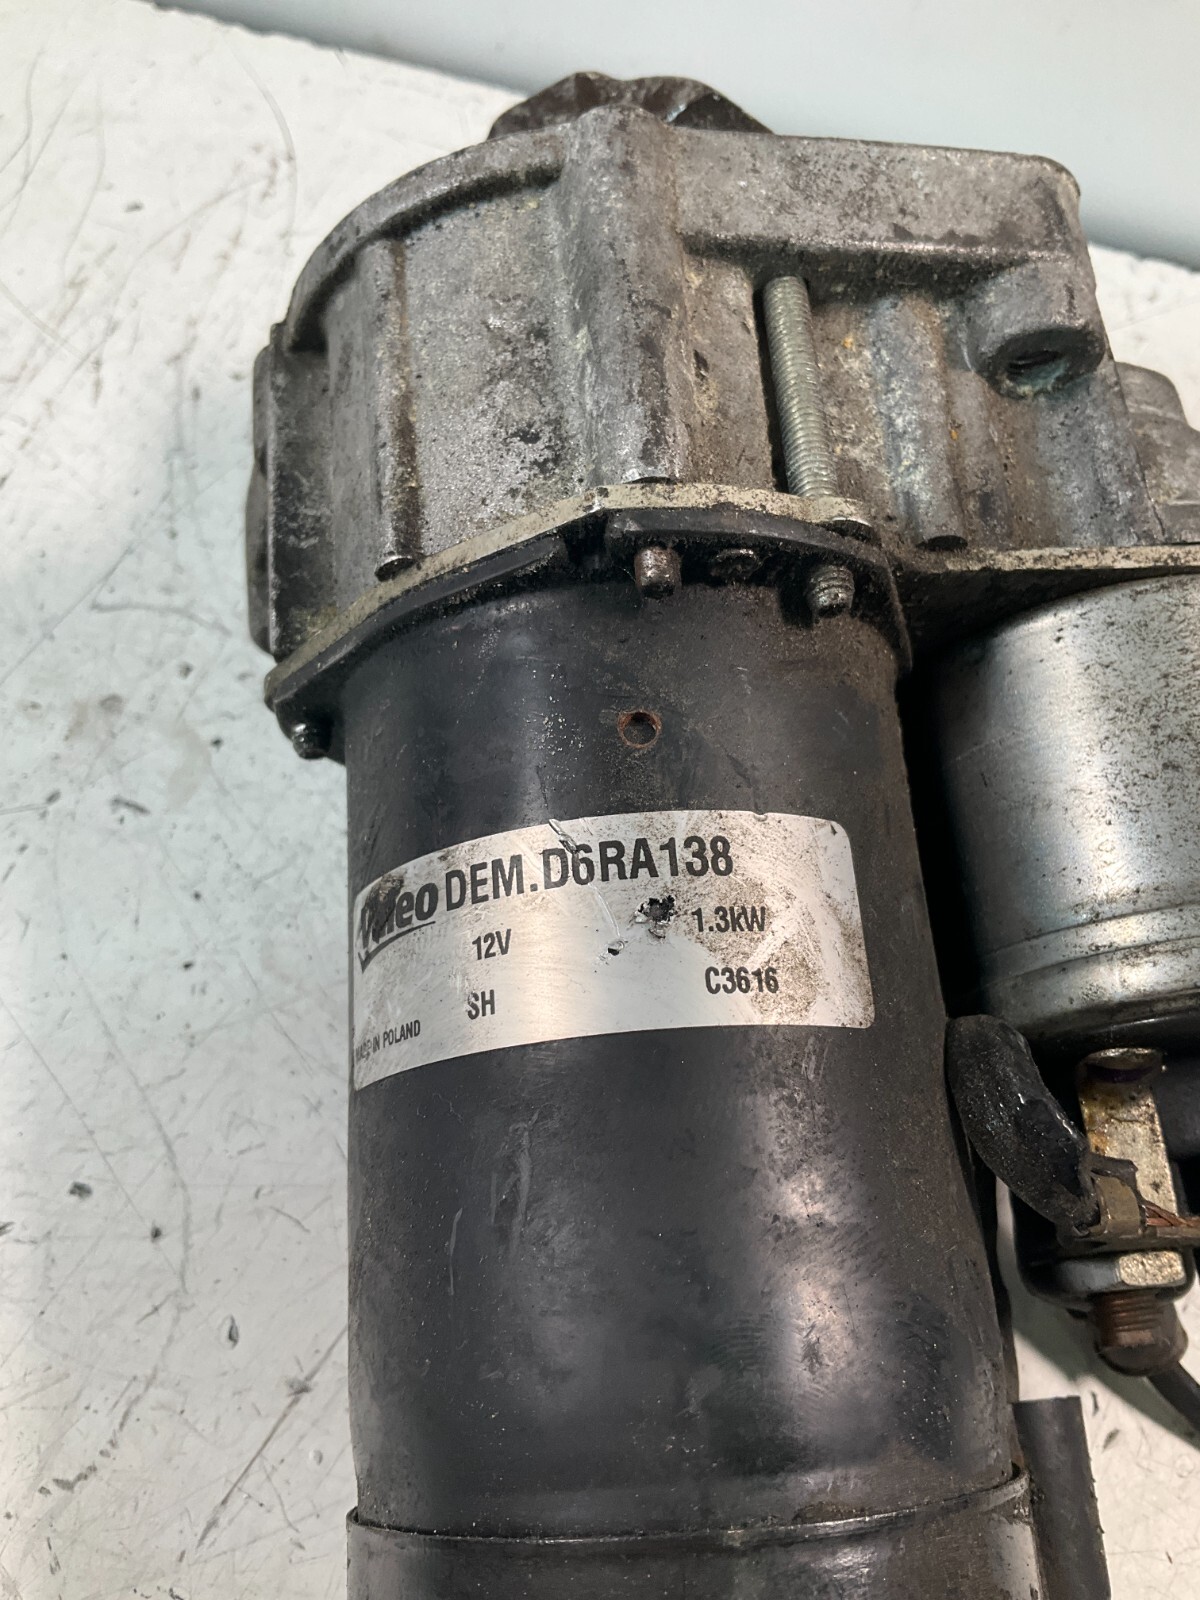 Valeo DEM.D6RA138
12V 1.3kW
SH C3616
MADE IN POLAND